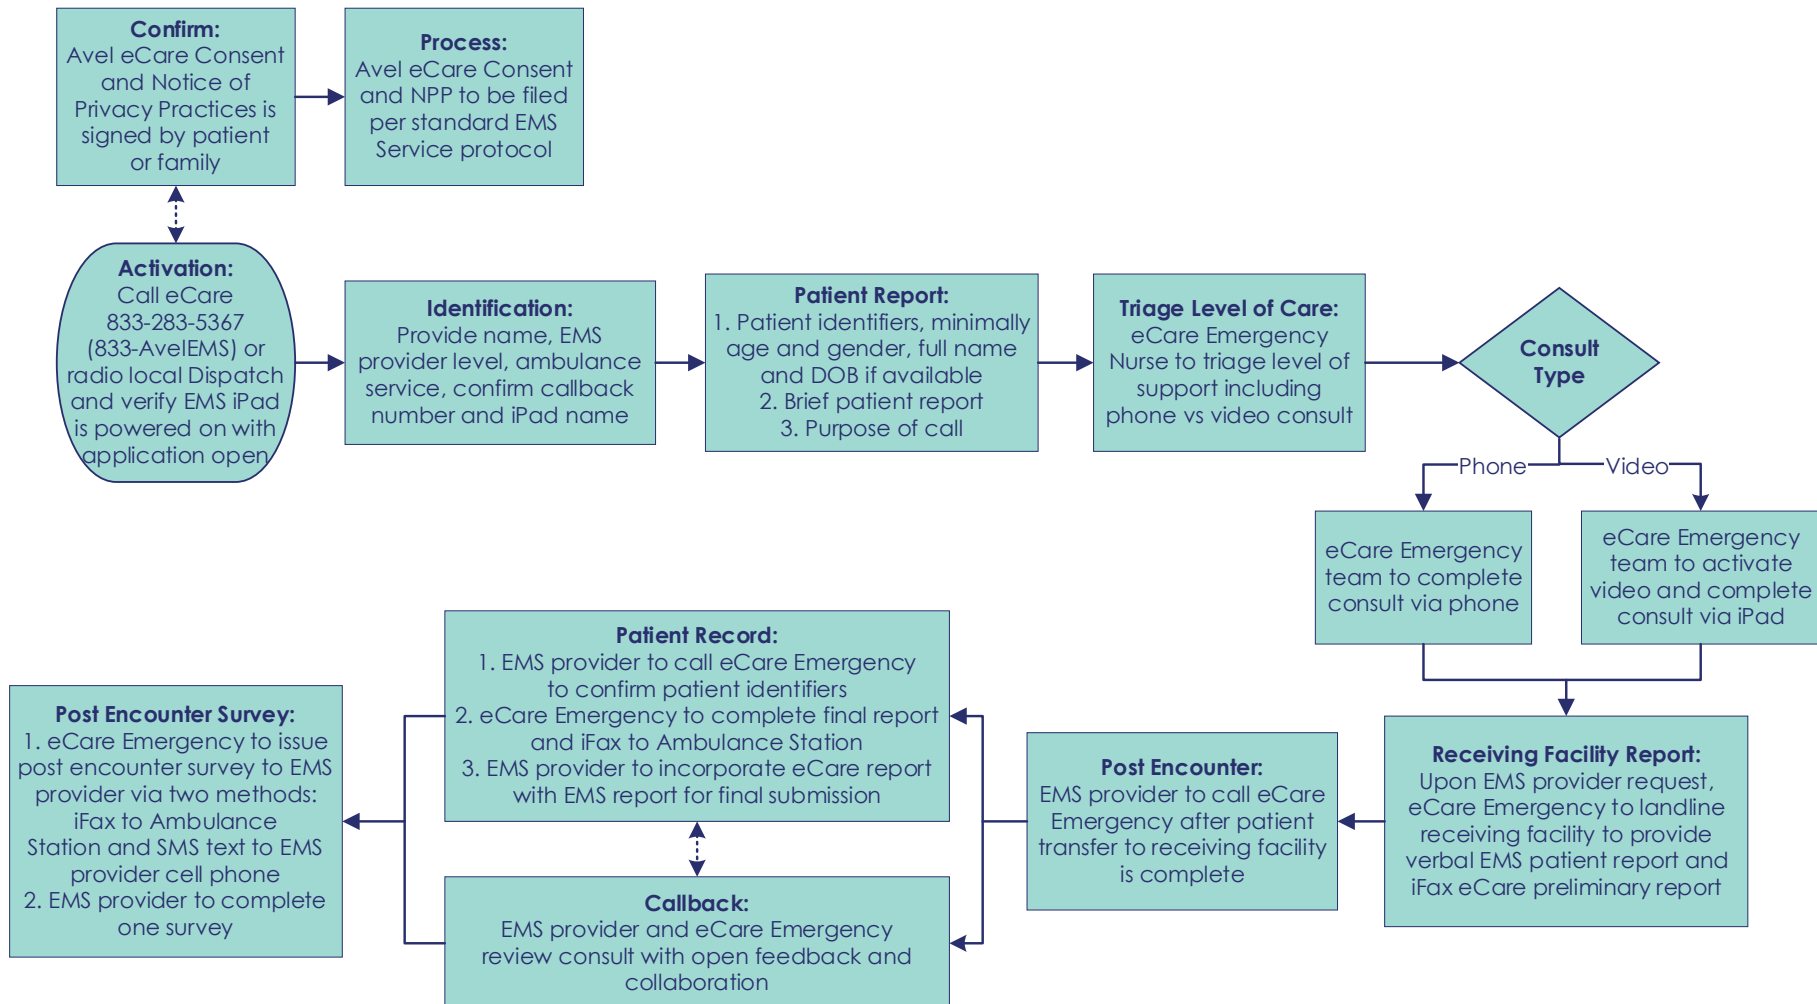 Confirm:
Avel eCare Consent
and Notice of
Privacy Practices is
signed by patient
or family
Process:
Avel eCare Consent
and NPP to be filed
per standard EMS
Service protocol
Activation:
Call eCare
833-283-5367
(833-AvelEMS) or
radio local Dispatch
and verify EMS iPad
is powered on with
application open
Identification:
Provide name, EMS
provider level, ambulance
service, confirm callback
number and iPad name
Patient Report:
1. Patient identifiers, minimally
age and gender, full name
and DOB if available
2. Brief patient report
3. Purpose of call
Triage Level of Care:
eCare Emergency
Nurse to triage level of
support including
phone vs video consult
Consult
Type
Phone
Video
eCare Emergency
team to complete
consult via phone
eCare Emergency
team to activate
video and complete
consult via iPad
Receiving Facility Report:
Upon EMS provider request,
eCare Emergency to landline
receiving facility to provide
verbal EMS patient report and
iFax eCare preliminary report
Post Encounter:
EMS provider to call eCare
Emergency after patient
transfer to receiving facility
is complete
Patient Record:
1. EMS provider to call eCare Emergency
to confirm patient identifiers
2. eCare Emergency to complete final report
and iFax to Ambulance Station
3. EMS provider to incorporate eCare report
with EMS report for final submission
Callback:
EMS provider and eCare Emergency
review consult with open feedback and
collaboration
Post Encounter Survey:
1. eCare Emergency to issue
post encounter survey to EMS
provider via two methods:
iFax to Ambulance
Station and SMS text to EMS
provider cell phone
2. EMS provider to complete
one survey